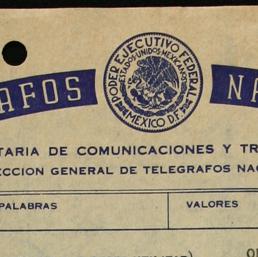 PODER EJECUTIVO FEDERAL
ESTADOS UNIDOS MEXICANOS
MEXICO D.F.
AFOS NA
TARIA DE COMUNICACIONES Y TR
ECCION GENERAL DE TELEGRAFOS NAC
PALABRAS VALORES